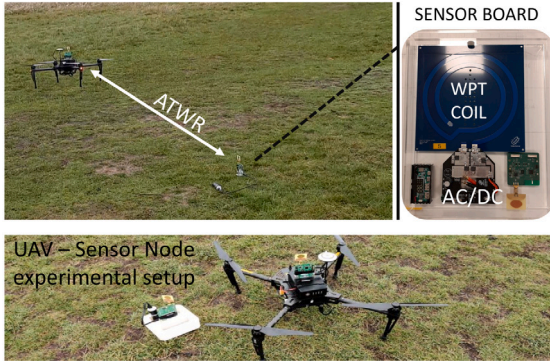 SENSOR BOARD
ATWR
WPT
COIL
AC/DC
UAV – Sensor Node
experimental setup